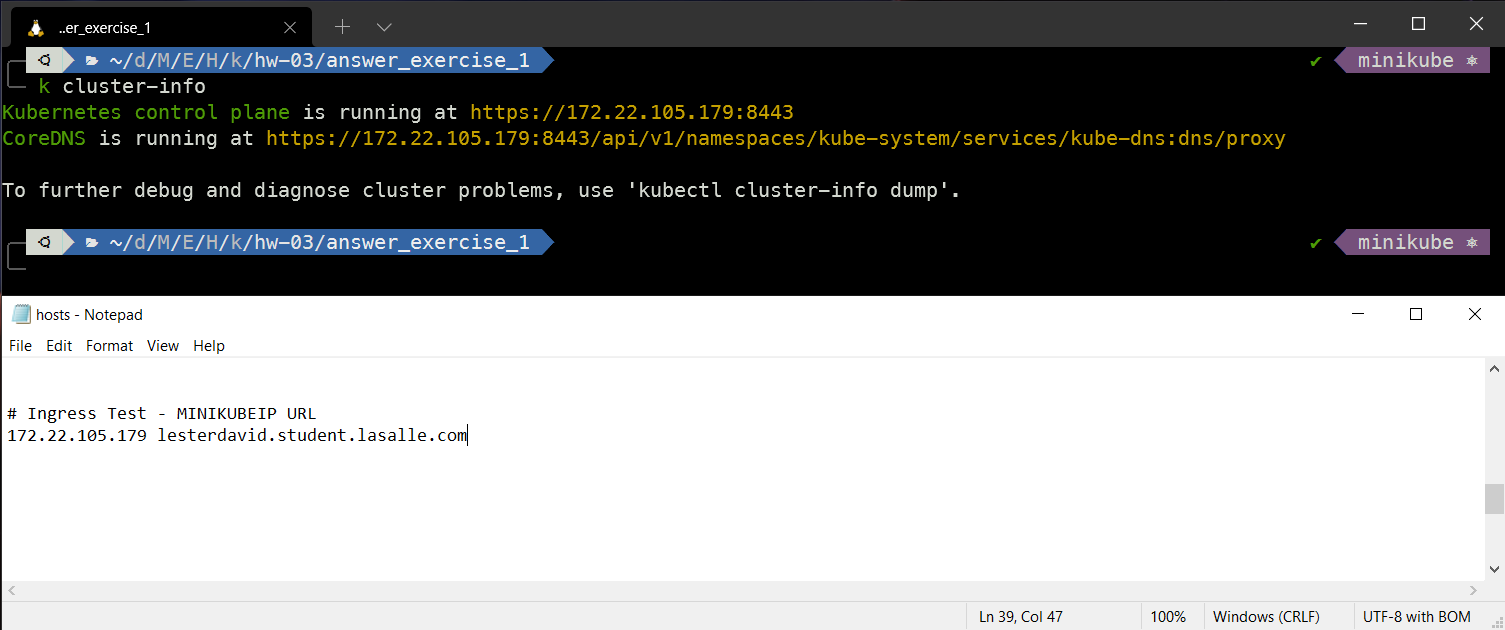 ..er_exercise_1
~/d/M/E/H/k/hw-03/answer_exercise_1
✔ minikube
k cluster-info
Kubernetes control plane is running at https://172.22.105.179:8443
CoreDNS is running at https://172.22.105.179:8443/api/v1/namespaces/kube-system/services/kube-dns:dns/proxy
To further debug and diagnose cluster problems, use 'kubectl cluster-info dump'.
~/d/M/E/H/k/hw-03/answer_exercise_1
✔ minikube
hosts - Notepad
File Edit Format View Help
# Ingress Test - MINIKUBEIP URL
172.22.105.179 lesterdavid.student.lasalle.com
Ln 39, Col 47 100% Windows (CRLF) UTF-8 with BOM